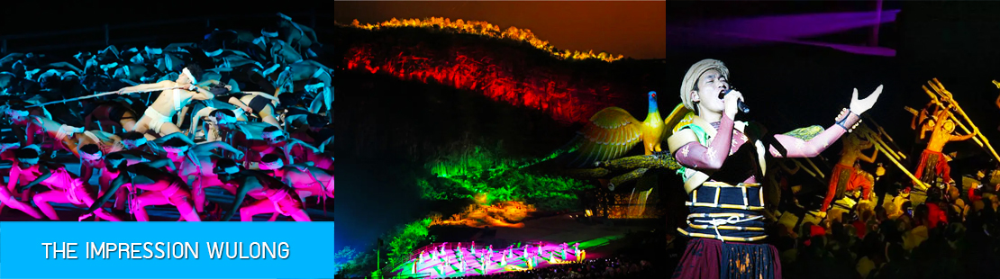 THE IMPRESSION WULONG